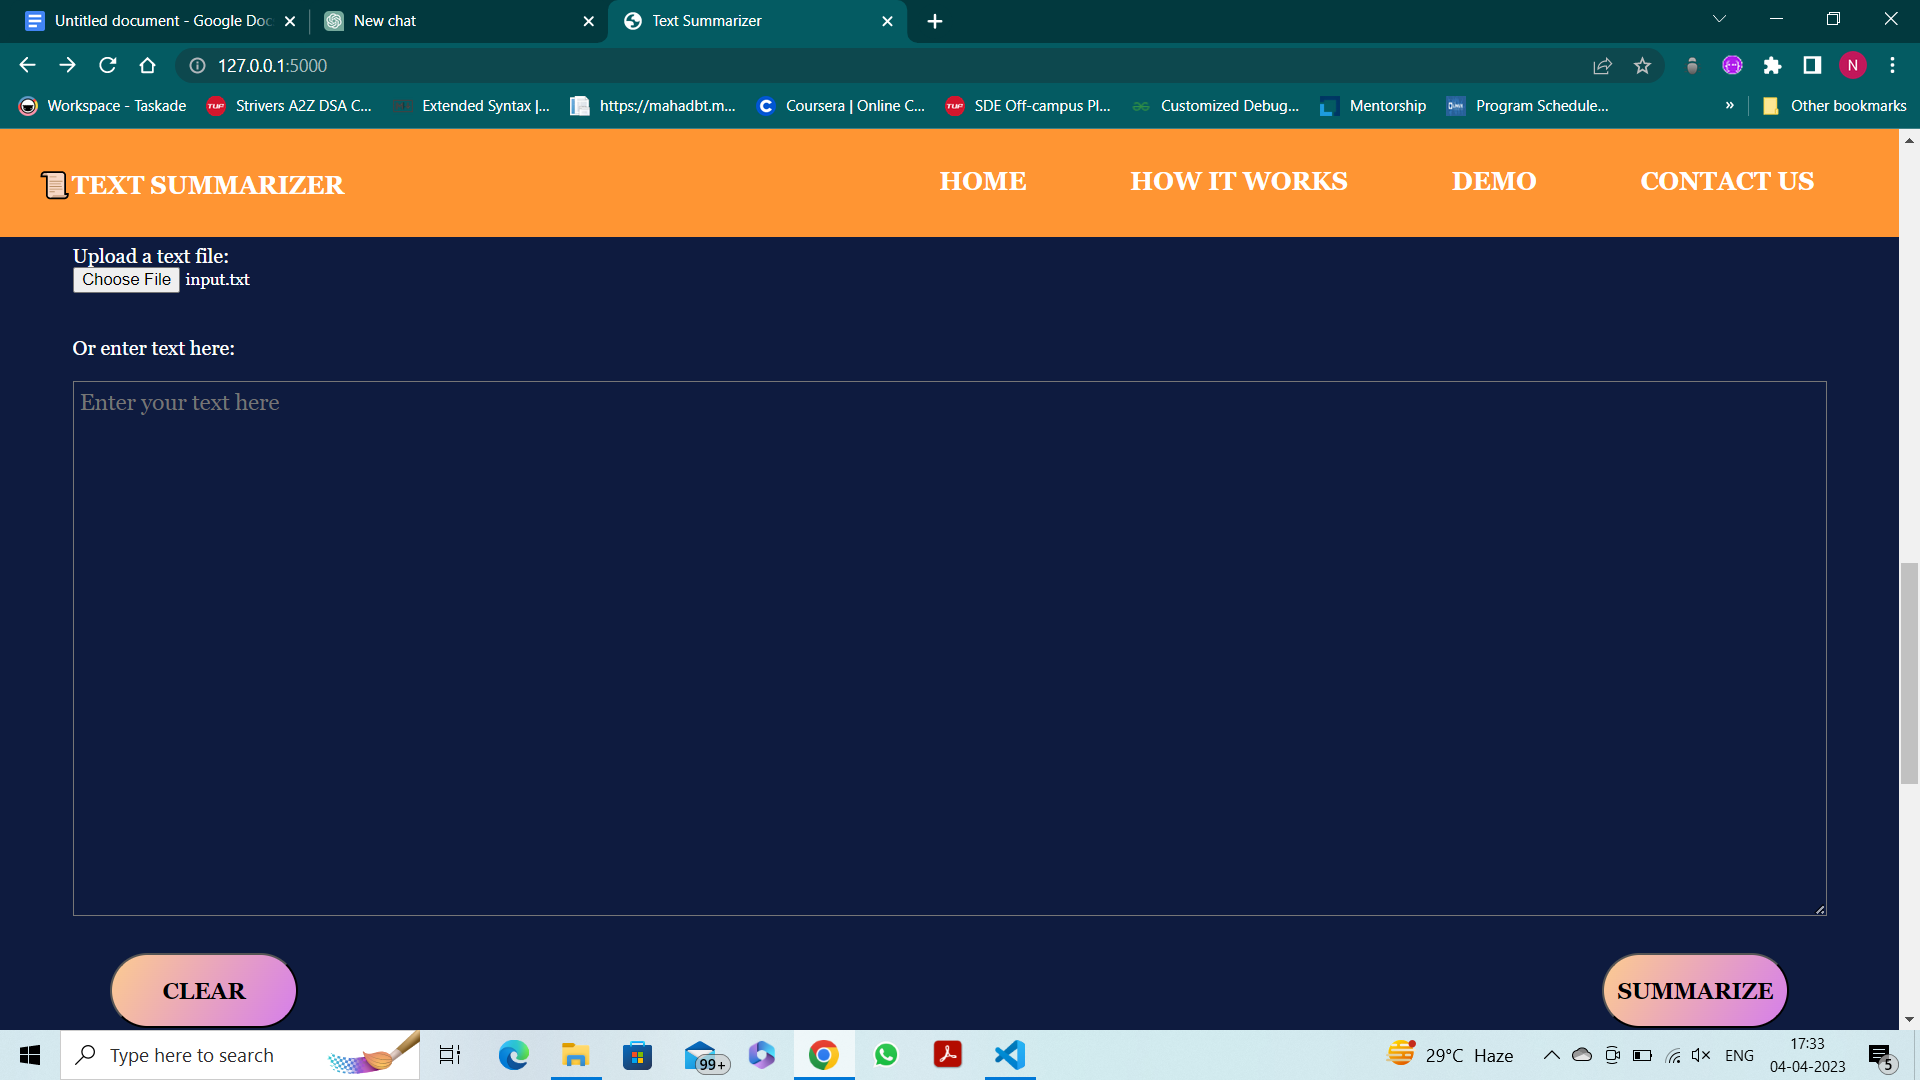 Untitled document - Google Doc
New chat
Text Summarizer
127.0.0.1:5000
N
Workspace - Taskade
Strivers A2Z DSA C...
Extended Syntax |...
https://mahadbt.m...
Coursera | Online C...
SDE Off-campus Pl...
Customized Debug...
Mentorship
Program Schedule...
»
Other bookmarks
TEXT SUMMARIZER
HOME
HOW IT WORKS
DEMO
CONTACT US
Upload a text file:
Choose File input.txt
Or enter text here:
Enter your text here
CLEAR
SUMMARIZE
Type here to search
99+
29°C Haze
ENG
17:33
04-04-2023
5